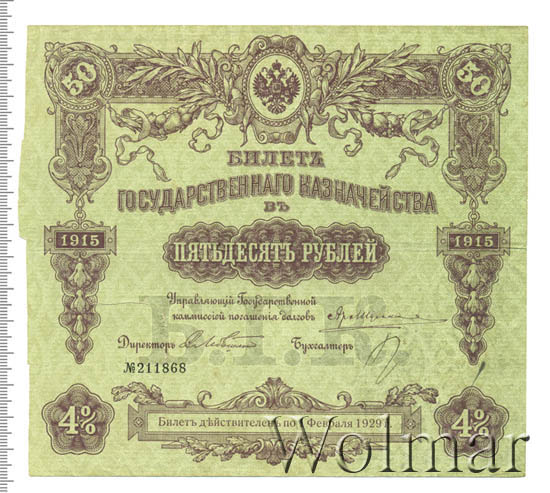 50 50
БИЛЕТЪ
ГОСУДАРСТВЕННАГО КАЗНАЧЕЙСТВА
ВЪ
1915 ПЯТЬДЕСЯТЪ РУБЛЕЙ 1915
Управляющій Государственной
коммиссіей погашенія долговъ
Директоръ Бухгалтеръ
№211868
4% 4%
Билетъ дѣйствителенъ по 1 Февраля 1929 г.
Wolmar